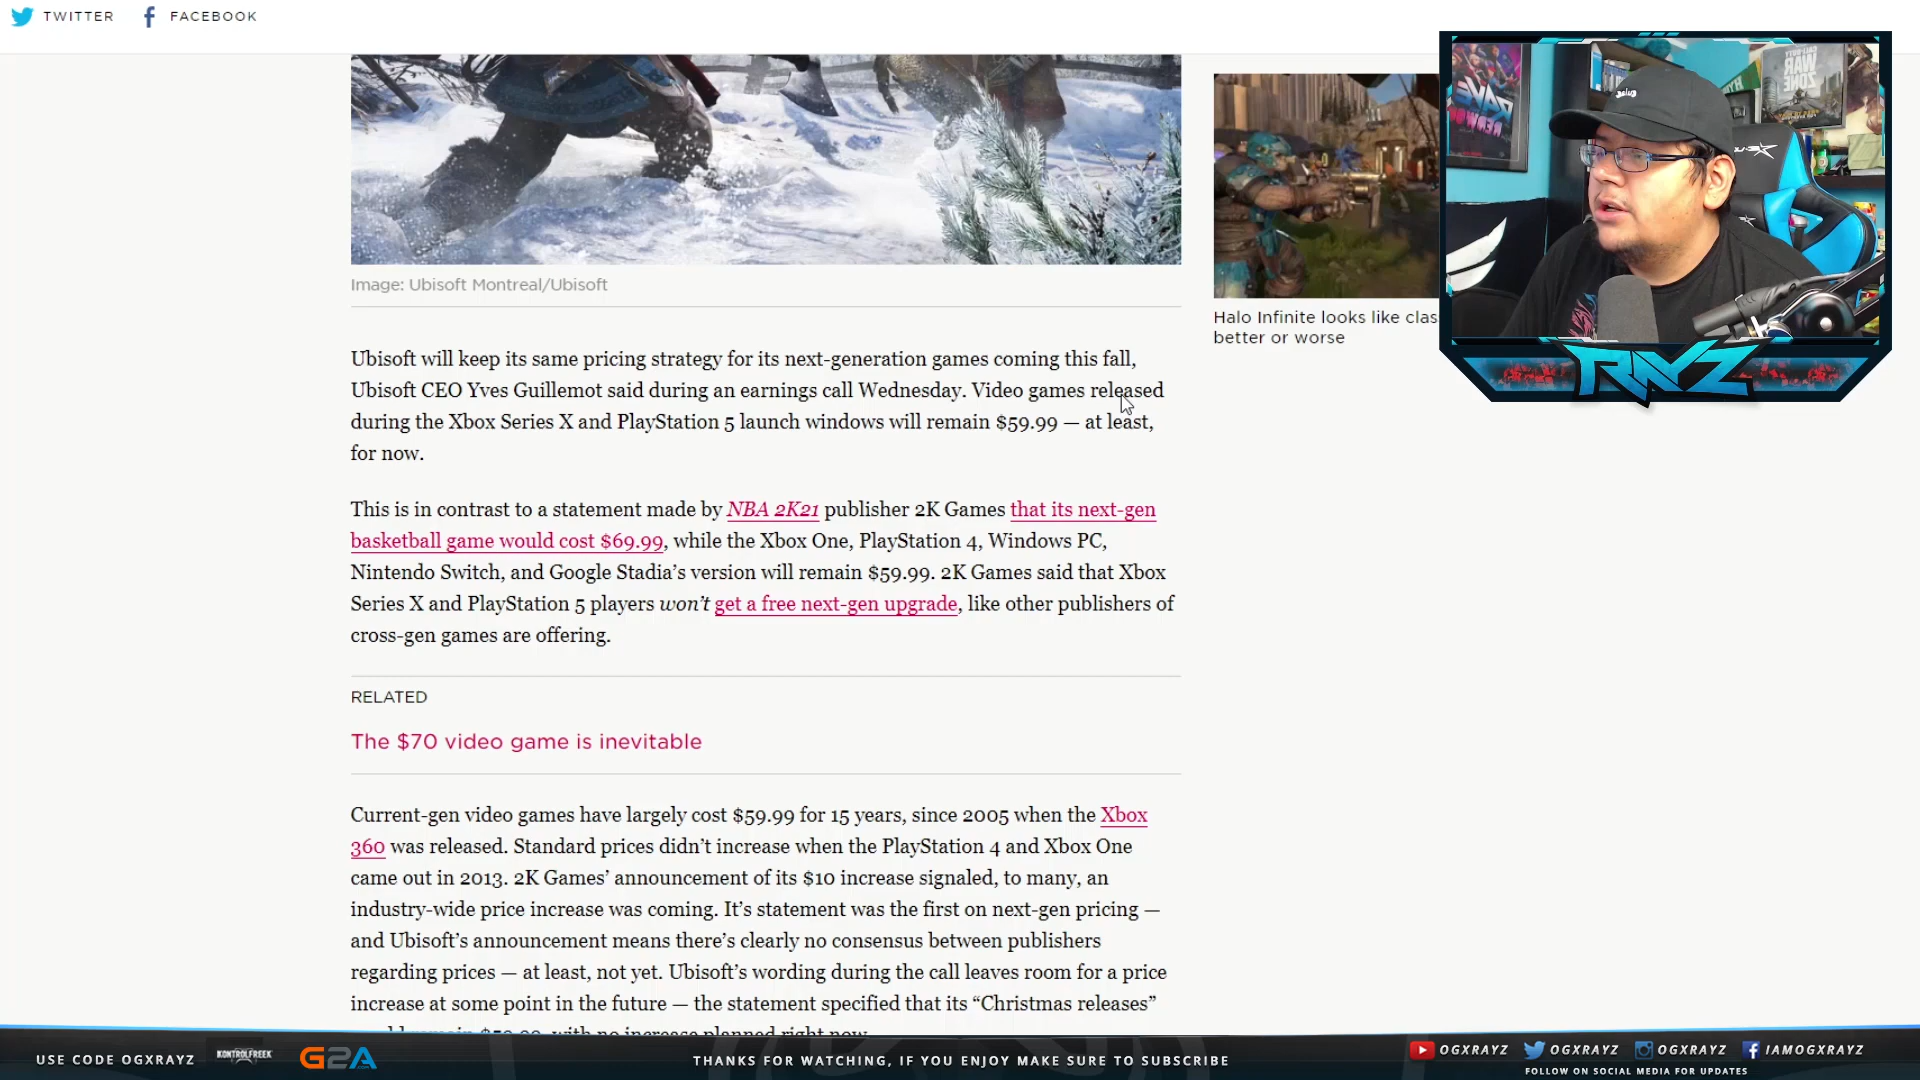 TWITTER
FACEBOOK
Image: Ubisoft Montreal/Ubisoft
Halo Infinite looks like clas
better or worse
Ubisoft will keep its same pricing strategy for its next-generation games coming this fall,
Ubisoft CEO Yves Guillemot said during an earnings call Wednesday. Video games released
during the Xbox Series X and PlayStation 5 launch windows will remain $59.99 — at least,
for now.
This is in contrast to a statement made by NBA 2K21 publisher 2K Games that its next-gen
basketball game would cost $69.99, while the Xbox One, PlayStation 4, Windows PC,
Nintendo Switch, and Google Stadia’s version will remain $59.99. 2K Games said that Xbox
Series X and PlayStation 5 players won’t get a free next-gen upgrade, like other publishers of
cross-gen games are offering.
RELATED
The $70 video game is inevitable
Current-gen video games have largely cost $59.99 for 15 years, since 2005 when the Xbox
360 was released. Standard prices didn’t increase when the PlayStation 4 and Xbox One
came out in 2013. 2K Games’ announcement of its $10 increase signaled, to many, an
industry-wide price increase was coming. It’s statement was the first on next-gen pricing —
and Ubisoft’s announcement means there’s clearly no consensus between publishers
regarding prices — at least, not yet. Ubisoft’s wording during the call leaves room for a price
increase at some point in the future — the statement specified that its “Christmas releases”
remain $59.99, with no increase planned right now.
RAYZ
USE CODE OGXRAYZ
KONTROLFREEK
G2A
THANKS FOR WATCHING, IF YOU ENJOY MAKE SURE TO SUBSCRIBE
OGXRAYZ
OGXRAYZ
OGXRAYZ
IAMOGXRAYZ
FOLLOW ON SOCIAL MEDIA FOR UPDATES